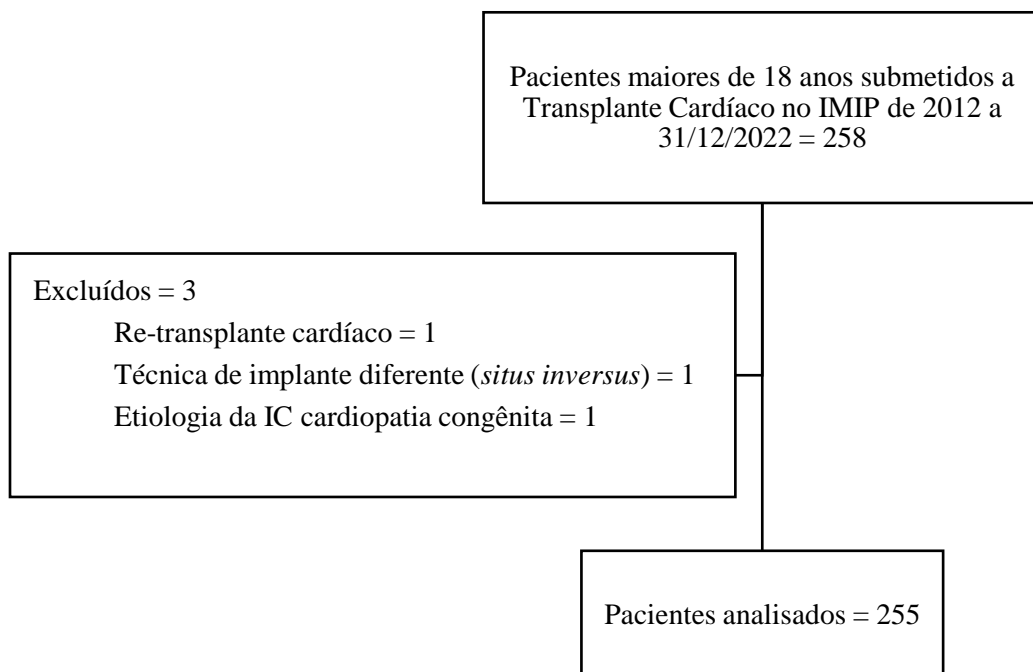 Pacientes maiores de 18 anos submetidos a
Transplante Cardíaco no IMIP de 2012 a
31/12/2022 = 258
Excluídos = 3
Re-transplante cardíaco = 1
Técnica de implante diferente (situs inversus) = 1
Etiologia da IC cardiopatia congênita = 1
Pacientes analisados = 255